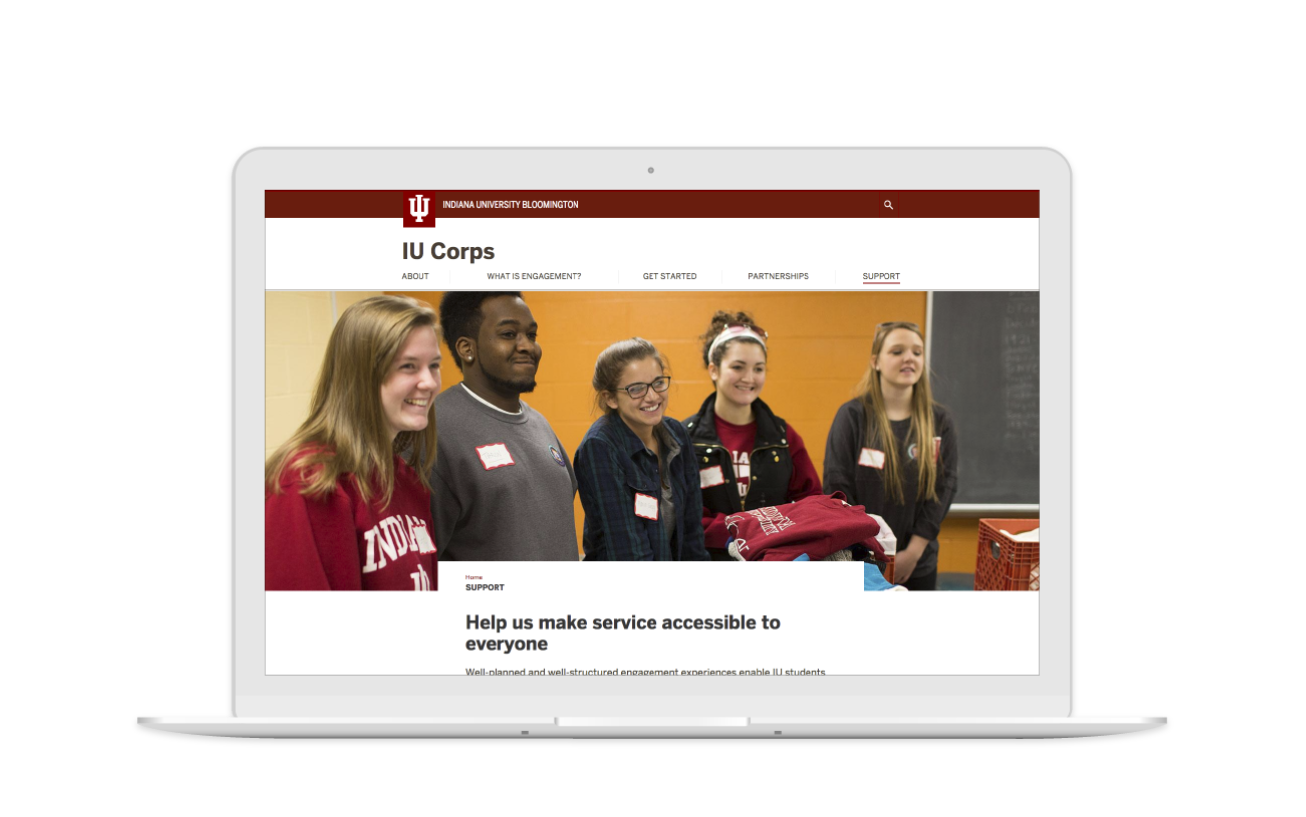 INDIANA UNIVERSITY BLOOMINGTON
IU Corps
ABOUT
WHAT IS ENGAGEMENT?
GET STARTED
PARTNERSHIPS
SUPPORT
Home
SUPPORT
Help us make service accessible to
everyone
Well-planned and well-structured engagement experiences enable IU students